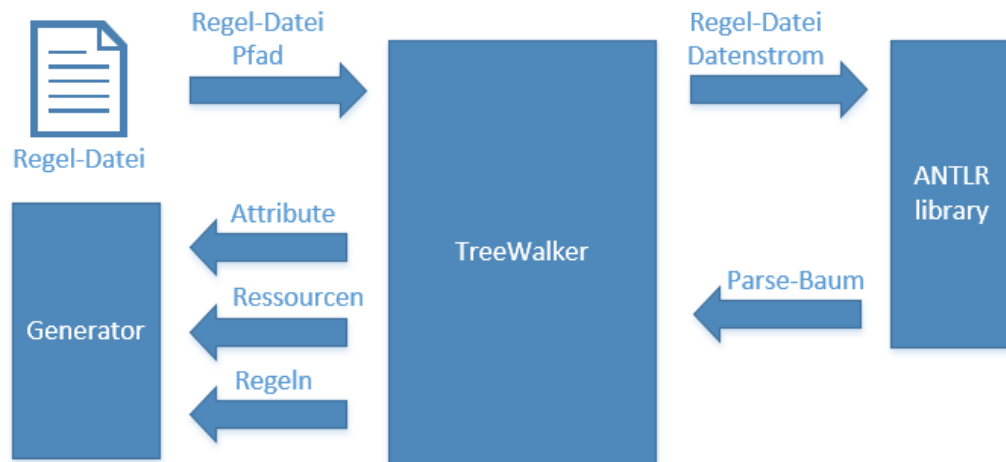 Regel-Datei
Pfad
Regel-Datei
Datenstrom
Regel-Datei
ANTLR
library
Attribute
TreeWalker
Parse-Baum
Ressourcen
Generator
Regeln